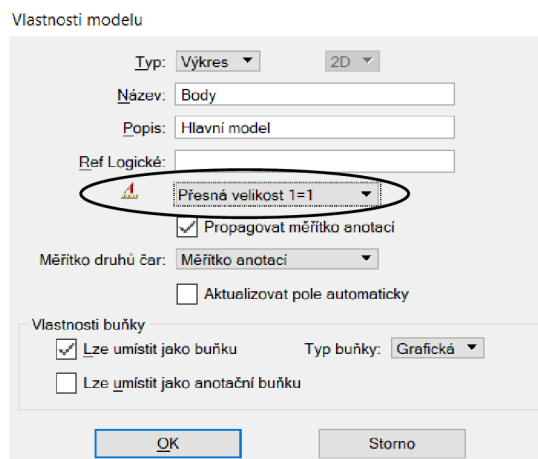 Vlastnosti modelu
Typ: Výkres 2D
Název: Body
Popis: Hlavní model
Ref Logické:
Přesná velikost 1=1
Propagovat měřítko anotací
Měřítko druhů čar: Měřítko anotací
Aktualizovat pole automaticky
Vlastnosti buňky
Lze umístit jako buňku Typ buňky: Grafická
Lze umístit jako anotační buňku
OK Storno